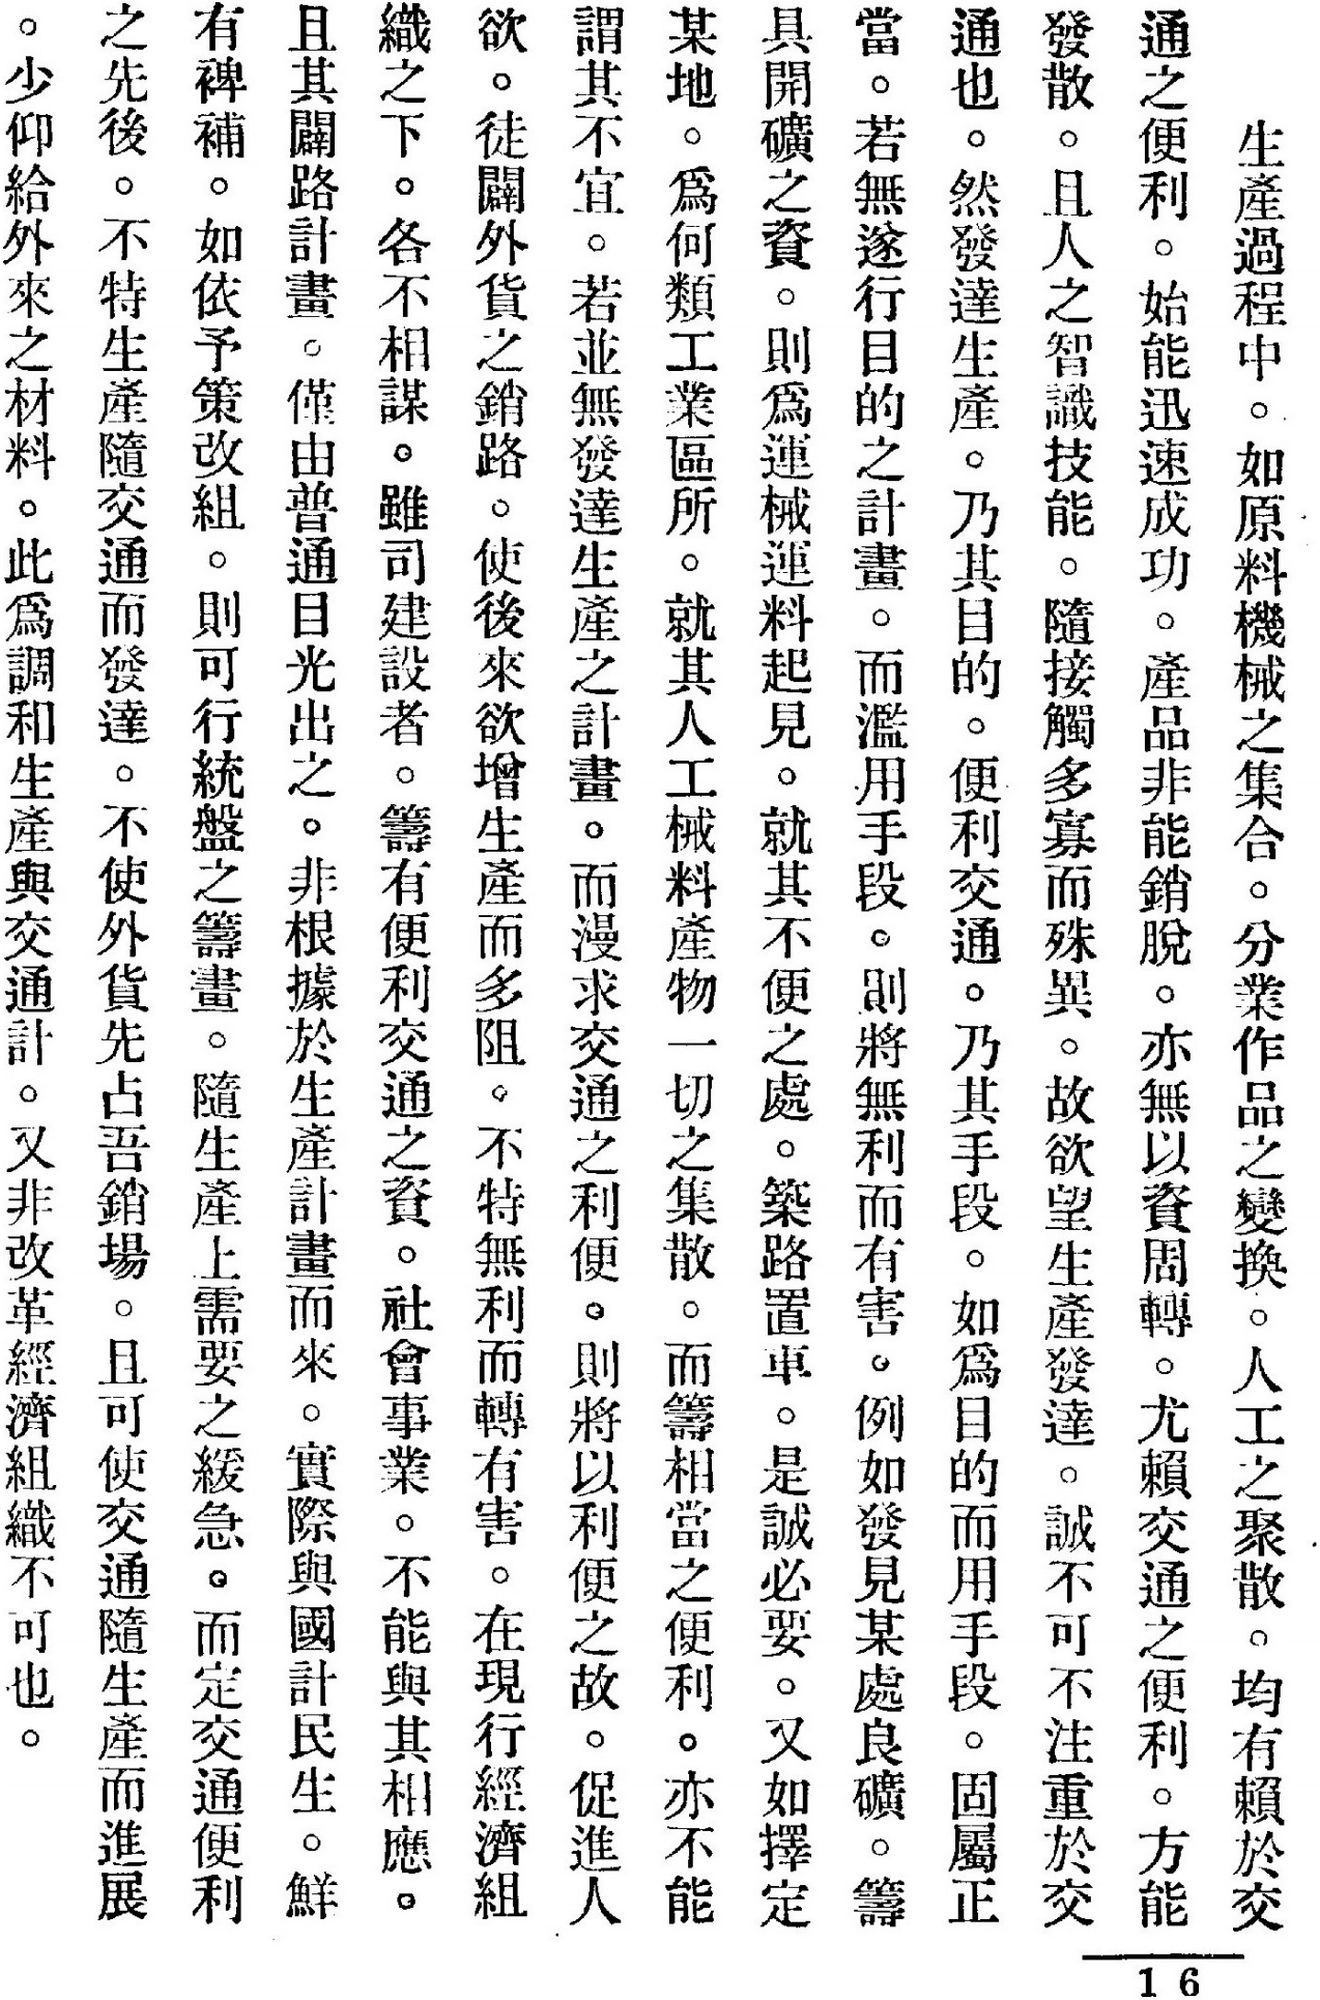 生產過程中。如原料機械之集合。分業作品之變換。人工之聚散。均有賴於交
通之便利。始能迅速成功。產品非能銷脫。亦無以資周轉。尤賴交通之便利。方能
發散。且人之智識技能。隨接觸多寡而殊異。故欲望生產發達。誠不可不注重於交
通也。然發達生產。乃其目的。便利交通。乃其手段。如爲目的而用手段。固屬正
當。若無遂行目的之計畫。而濫用手段。則將無利而有害。例如發見某處良礦。籌
具開礦之資。則爲運械運料起見。就其不便之處。築路置車。是誠必要。又如擇定
某地。爲何類工業區所。就其人工械料產物一切之集散。而籌相當之便利。亦不能
謂其不宜。若並無發達生產之計畫。而漫求交通之利便。則將以利便之故。促進人
欲。徒闢外貨之銷路。使後來欲增生產而多阻。不特無利而轉有害。在現行經濟組
織之下。各不相謀。雖司建設者。籌有便利交通之資。社會事業。不能與其相應。
且其闢路計畫。僅由普通目光出之。非根據於生產計畫而來。實際與國計民生。鮮
有裨補。如依予策改組。則可行統盤之籌畫。隨生產上需要之緩急。而定交通便利
之先後。不特生產隨交通而發達。不使外貨先占吾銷場。且可使交通隨生產而進展
。少仰給外來之材料。此爲調和生產與交通計。又非改革經濟組織不可也。
16